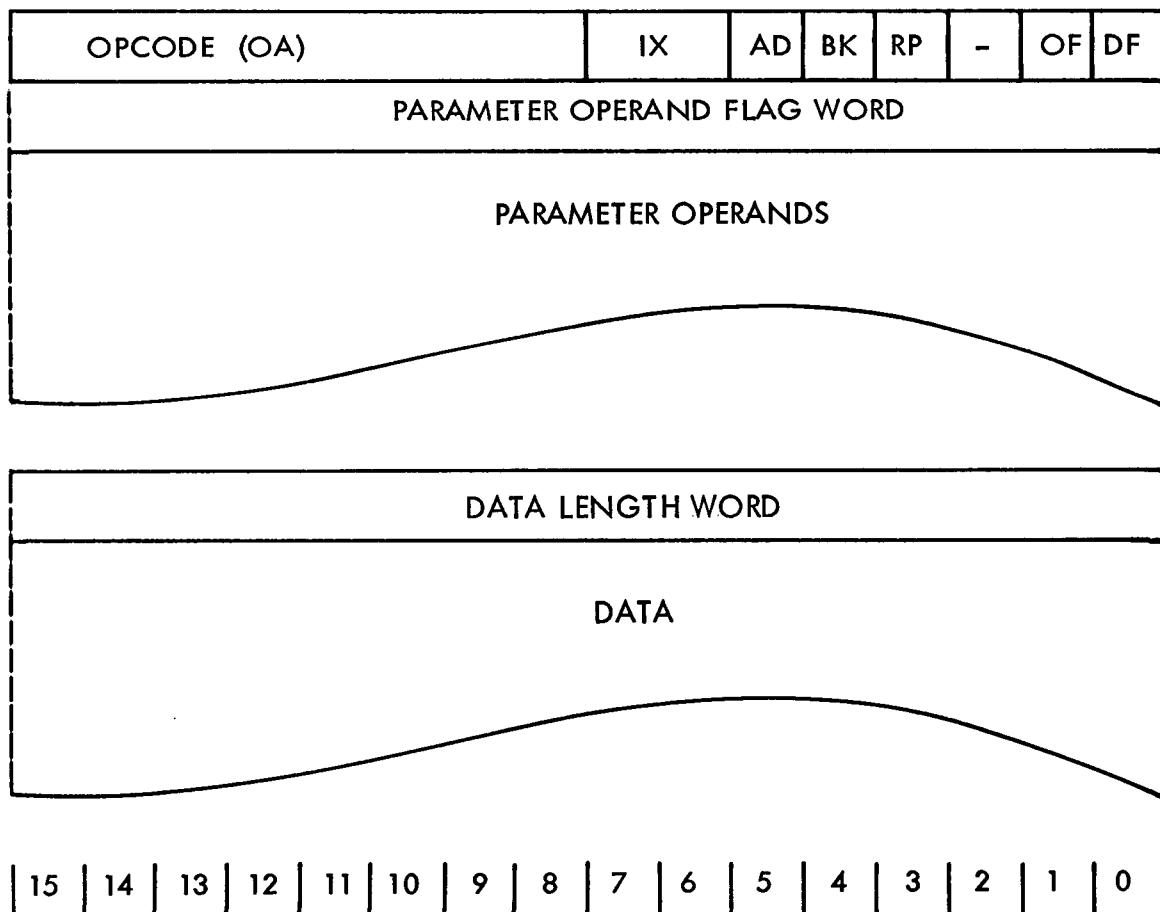 OPCODE (OA) IX AD BK RP - OF DF
PARAMETER OPERAND FLAG WORD
PARAMETER OPERANDS
DATA LENGTH WORD
DATA
15 14 13 12 11 10 9 8 7 6 5 4 3 2 1 0